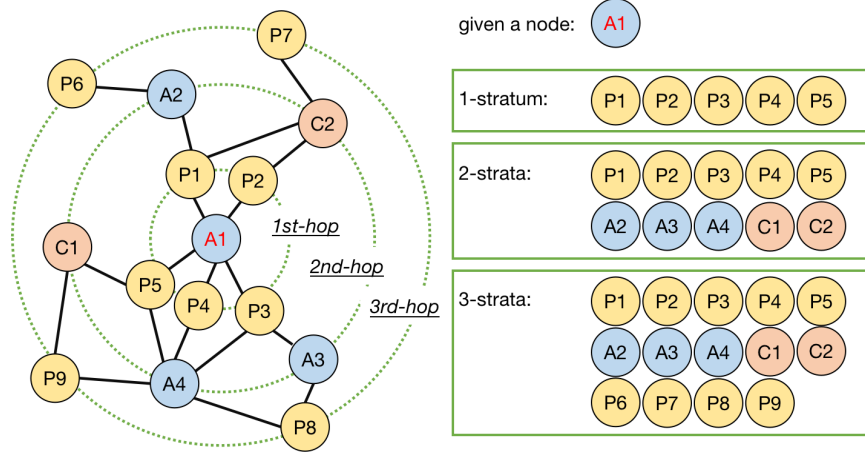 P7
P6
A2
C2
P1
P2
A1
1st-hop
C1
2nd-hop
P5
P4
P3
3rd-hop
A3
P9
A4
P8
given a node: A1
1-stratum: P1 P2 P3 P4 P5
2-strata: P1 P2 P3 P4 P5
A2 A3 A4 C1 C2
3-strata: P1 P2 P3 P4 P5
A2 A3 A4 C1 C2
P6 P7 P8 P9